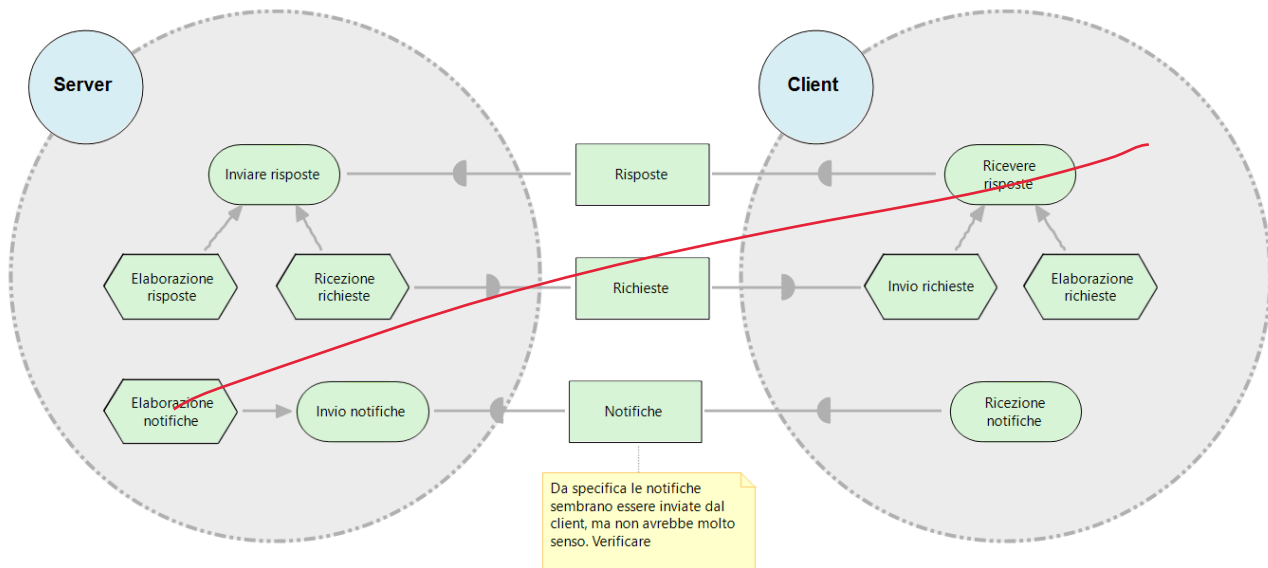 Server
Client
Inviare risposte
Risposte
Ricevere
risposte
Elaborazione
risposte
Ricezione
richieste
Richieste
Invio richieste
Elaborazione
richieste
Elaborazione
notifiche
Invio notifiche
Notifiche
Ricezione
notifiche
Da specifica le notifiche
sembrano essere inviate dal
client, ma non avrebbe molto
senso. Verificare